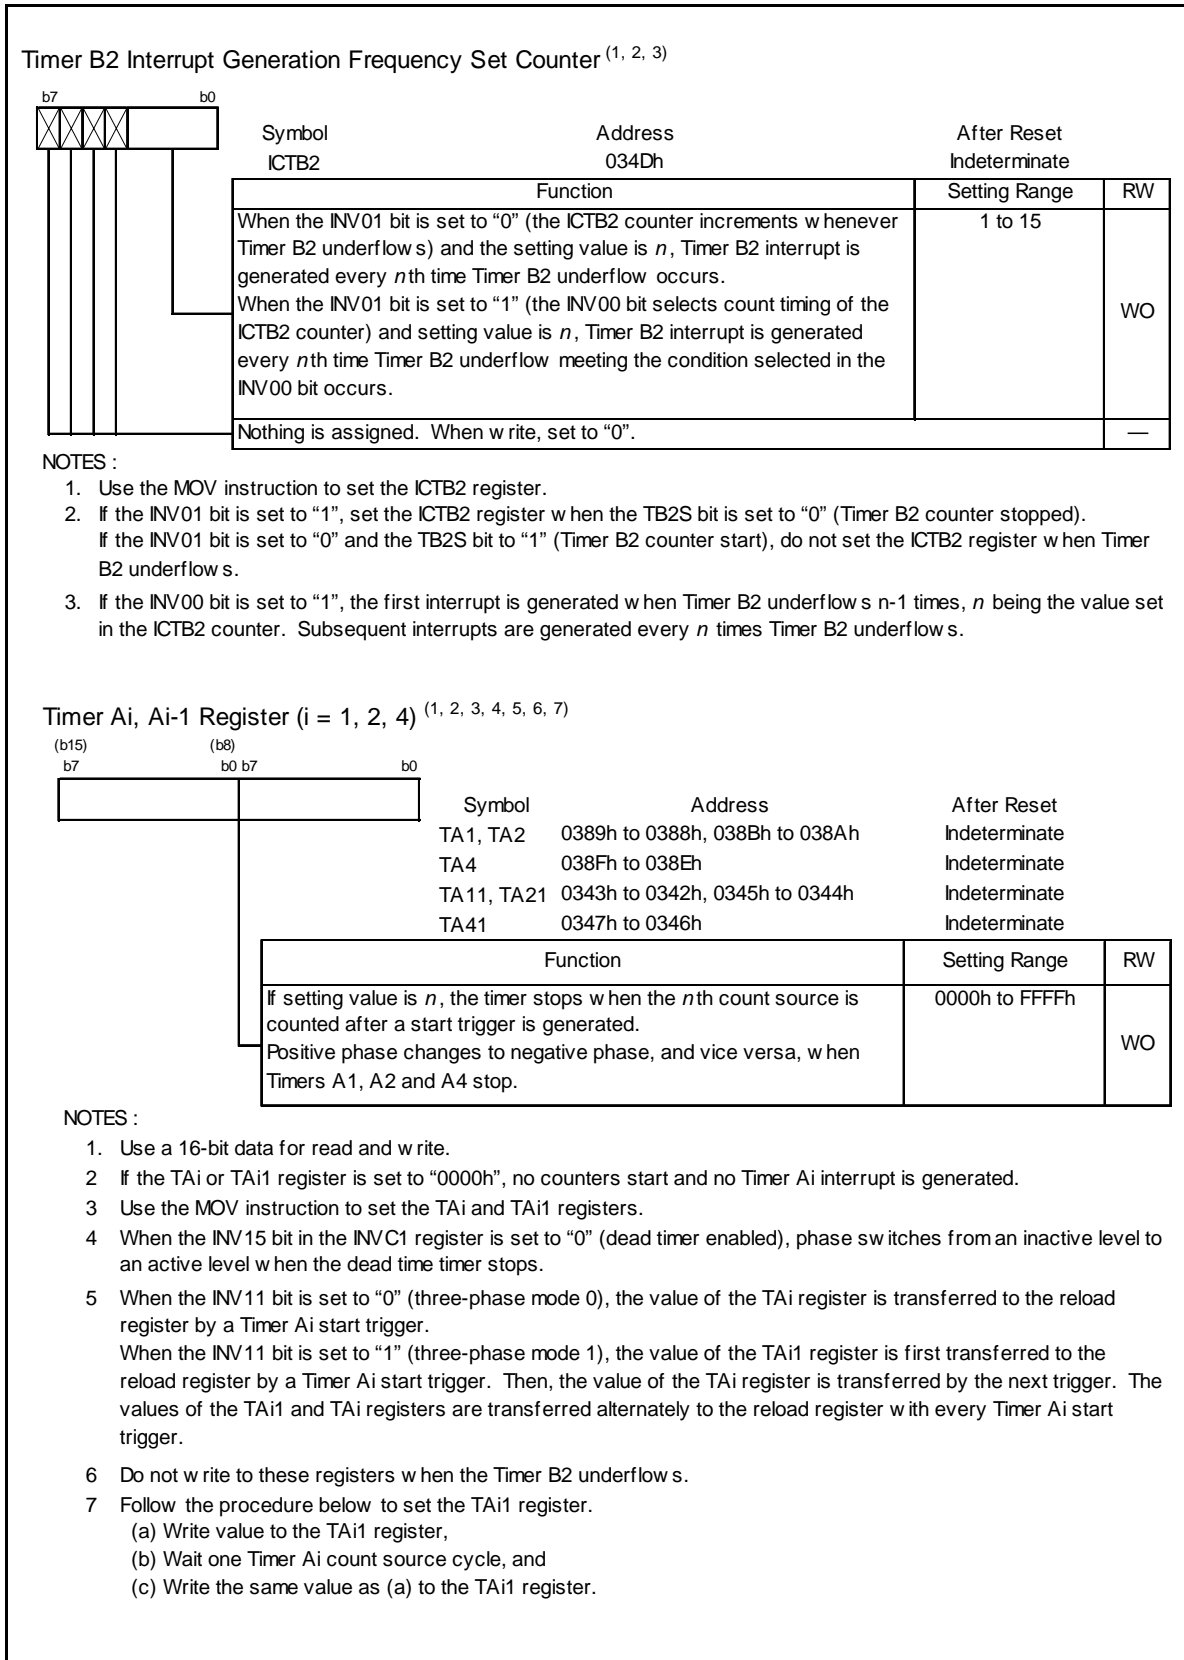 Timer B2 Interrupt Generation Frequency Set Counter (1, 2, 3)
b7 b0
Symbol Address After Reset
ICTB2 034Dh Indeterminate
Function Setting Range RW
When the INV01 bit is set to “0” (the ICTB2 counter increments whenever 1 to 15
Timer B2 underflows) and the setting value is n, Timer B2 interrupt is
generated every nth time Timer B2 underflow occurs.
When the INV01 bit is set to “1” (the INV00 bit selects count timing of the
ICTB2 counter) and setting value is n, Timer B2 interrupt is generated WO
every nth time Timer B2 underflow meeting the condition selected in the
INV00 bit occurs.
Nothing is assigned. When write, set to “0”. —
NOTES :
1. Use the MOV instruction to set the ICTB2 register.
2. If the INV01 bit is set to “1”, set the ICTB2 register when the TB2S bit is set to “0” (Timer B2 counter stopped).
If the INV01 bit is set to “0” and the TB2S bit to “1” (Timer B2 counter start), do not set the ICTB2 register when Timer
B2 underflows.
3. If the INV00 bit is set to “1”, the first interrupt is generated when Timer B2 underflows n-1 times, n being the value set
in the ICTB2 counter. Subsequent interrupts are generated every n times Timer B2 underflows.
Timer Ai, Ai-1 Register (i = 1, 2, 4) (1, 2, 3, 4, 5, 6, 7)
(b15) (b8)
b7 b0 b7 b0
Symbol Address After Reset
TA1, TA2 0389h to 0388h, 038Bh to 038Ah Indeterminate
TA4 038Fh to 038Eh Indeterminate
TA11, TA21 0343h to 0342h, 0345h to 0344h Indeterminate
TA41 0347h to 0346h Indeterminate
Function Setting Range RW
If setting value is n, the timer stops when the nth count source is 0000h to FFFFh
counted after a start trigger is generated.
Positive phase changes to negative phase, and vice versa, when WO
Timers A1, A2 and A4 stop.
NOTES :
1. Use a 16-bit data for read and write.
2 If the TAi or TAi1 register is set to “0000h”, no counters start and no Timer Ai interrupt is generated.
3 Use the MOV instruction to set the TAi and TAi1 registers.
4 When the INV15 bit in the INVC1 register is set to “0” (dead timer enabled), phase switches from an inactive level to
an active level when the dead time timer stops.
5 When the INV11 bit is set to “0” (three-phase mode 0), the value of the TAi register is transferred to the reload
register by a Timer Ai start trigger.
When the INV11 bit is set to “1” (three-phase mode 1), the value of the TAi1 register is first transferred to the
reload register by a Timer Ai start trigger. Then, the value of the TAi register is transferred by the next trigger. The
values of the TAi1 and TAi registers are transferred alternately to the reload register with every Timer Ai start
trigger.
6 Do not write to these registers when the Timer B2 underflows.
7 Follow the procedure below to set the TAi1 register.
(a) Write value to the TAi1 register,
(b) Wait one Timer Ai count source cycle, and
(c) Write the same value as (a) to the TAi1 register.